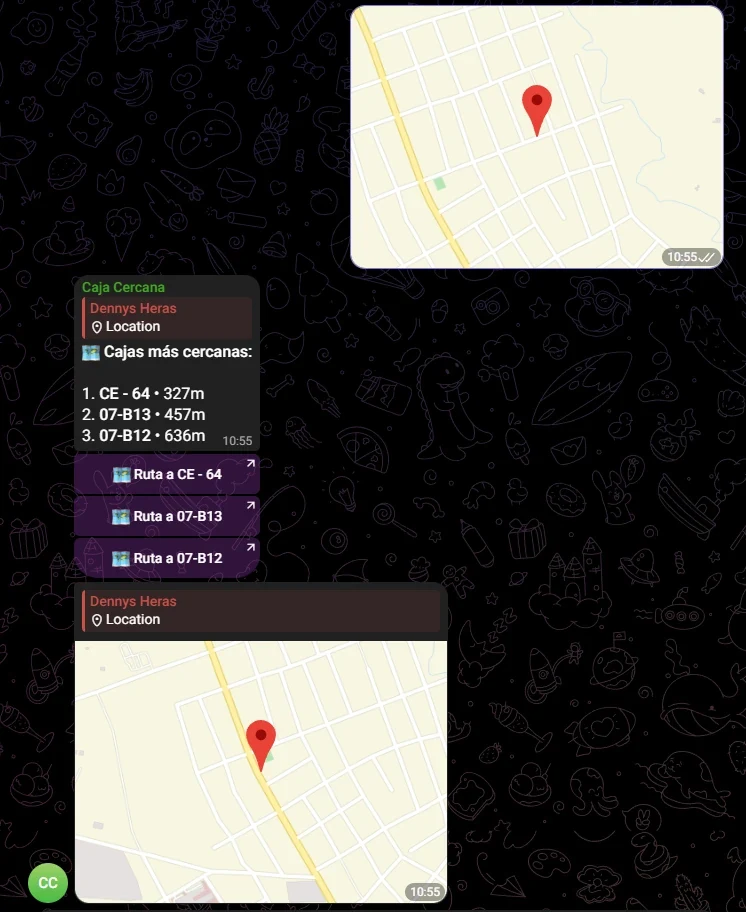 10:55
Caja Cercana
Dennys Heras
Location
Cajas más cercanas:
1. CE - 64 • 327m
2. 07-B13 • 457m
3. 07-B12 • 636m
10:55
Ruta a CE - 64
Ruta a 07-B13
Ruta a 07-B12
Dennys Heras
Location
10:55
CC